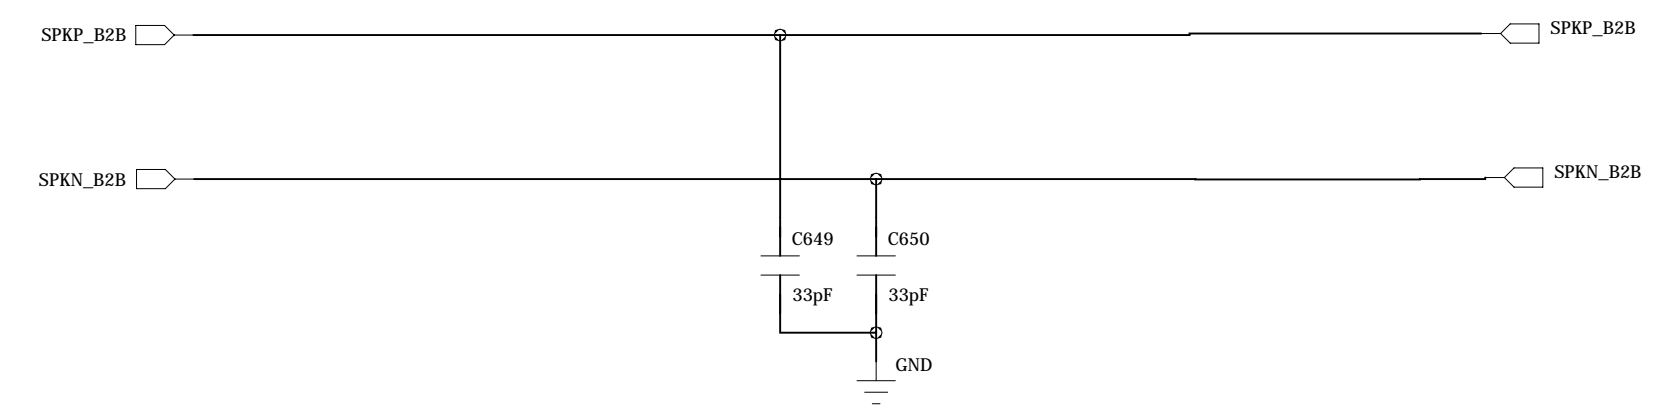 SPKP_B2B
SPKP_B2B
SPKN_B2B
SPKN_B2B
C649
C650
33pF
33pF
GND